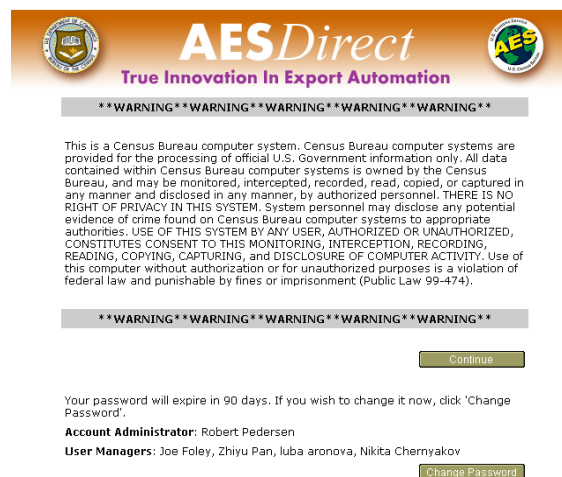 AESDirect
True Innovation In Export Automation
**WARNING**WARNING**WARNING**WARNING**WARNING**
This is a Census Bureau computer system. Census Bureau computer systems are
provided for the processing of official U.S. Government information only. All data
contained within Census Bureau computer systems is owned by the Census
Bureau, and may be monitored, intercepted, recorded, read, copied, or captured in
any manner and disclosed in any manner, by authorized personnel. THERE IS NO
RIGHT OF PRIVACY IN THIS SYSTEM. System personnel may disclose any potential
evidence of crime found on Census Bureau computer systems to appropriate
authorities. USE OF THIS SYSTEM BY ANY USER, AUTHORIZED OR UNAUTHORIZED,
CONSTITUTES CONSENT TO THIS MONITORING, INTERCEPTION, RECORDING,
READING, COPYING, CAPTURING, and DISCLOSURE OF COMPUTER ACTIVITY. Use of
this computer without authorization or for unauthorized purposes is a violation of
federal law and punishable by fines or imprisonment (Public Law 99-474).
**WARNING**WARNING**WARNING**WARNING**WARNING**
Continue
Your password will expire in 90 days. If you wish to change it now, click 'Change
Password'.
Account Administrator: Robert Pedersen
User Managers: Joe Foley, Zhiyu Pan, luba aronova, Nikita Chernyakov
Change Password
AES